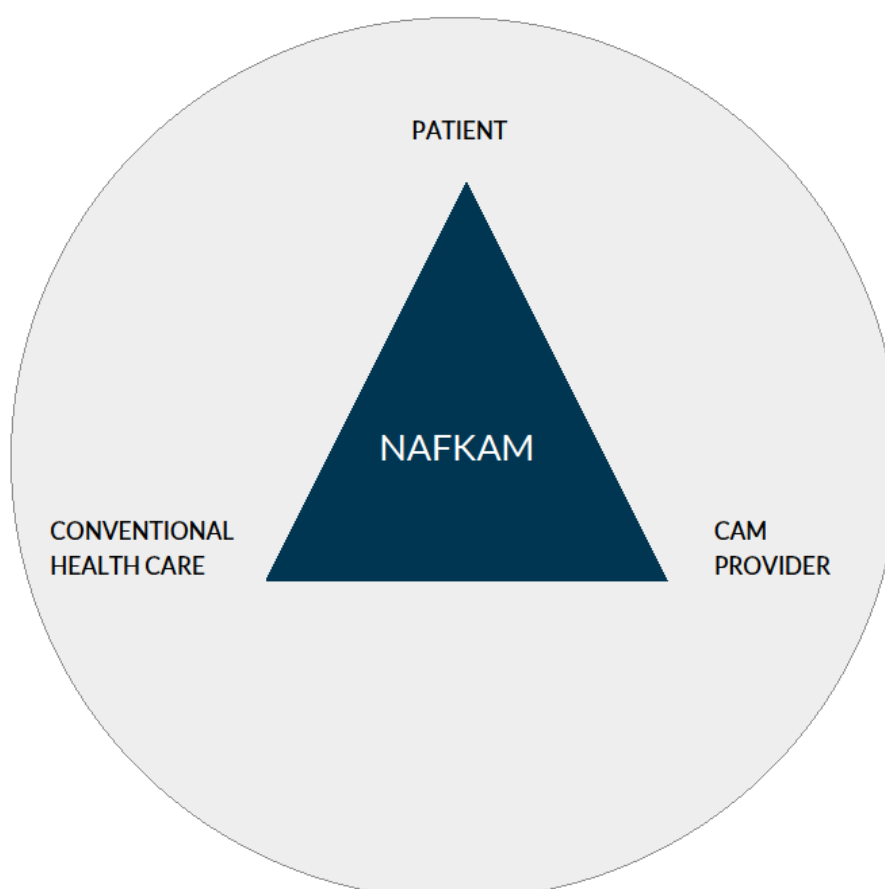 PATIENT
NAFKAM
CONVENTIONAL
HEALTH CARE
CAM
PROVIDER